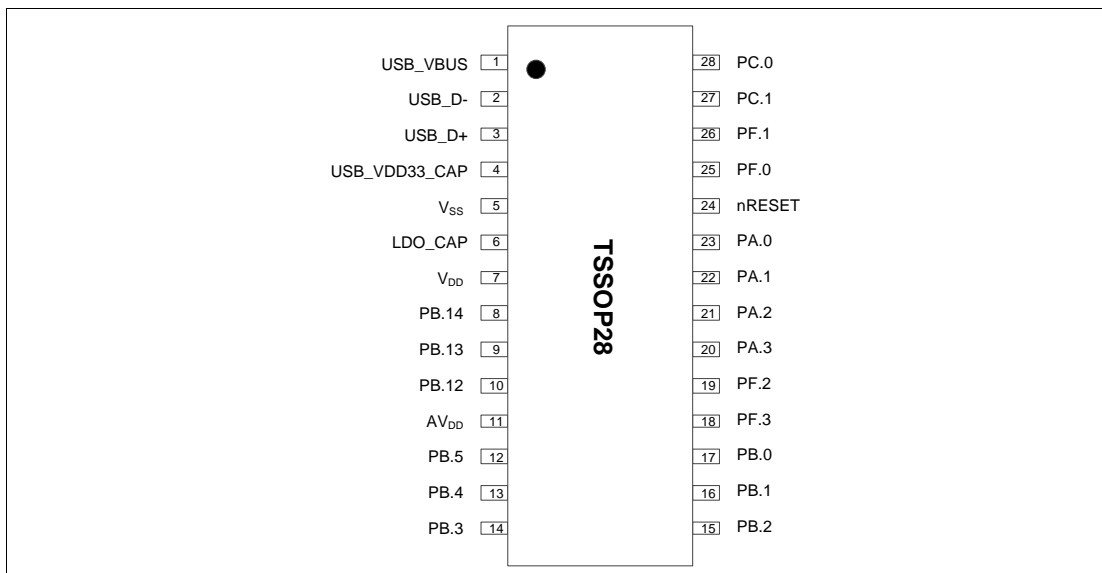 USB_VBUS 1 28 PC.0
USB_D- 2 27 PC.1
USB_D+ 3 26 PF.1
USB_VDD33_CAP 4 25 PF.0
VSS 5 24 nRESET
LDO_CAP 6 23 PA.0
VDD 7 22 PA.1
PB.14 8 21 PA.2
PB.13 9 20 PA.3
PB.12 10 19 PF.2
AVDD 11 18 PF.3
PB.5 12 17 PB.0
PB.4 13 16 PB.1
PB.3 14 15 PB.2
TSSOP28